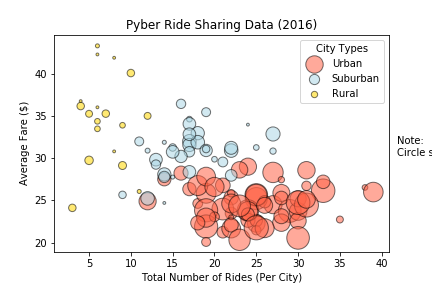 Pyber Ride Sharing Data (2016)
City Types
Urban
Suburban
Rural
Average Fare ($)
40
35
30
25
20
5
10
15
20
25
30
35
40
Total Number of Rides (Per City)
Note:
Circle s